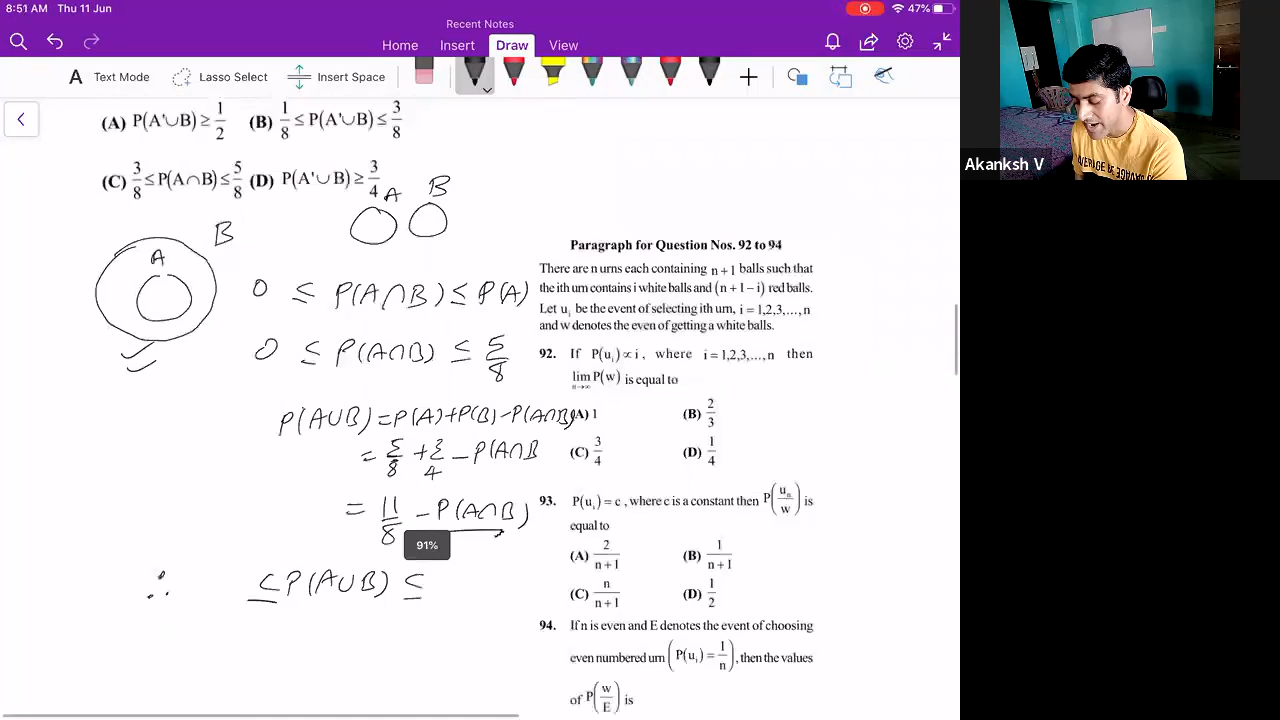 8:51 AM Thu 11 Jun
47%
Recent Notes
Home Insert Draw View
A Text Mode Lasso Select Insert Space
(A) P(A'∪B) ≥ 1/2 (B) 1/8 ≤ P(A'∪B) ≤ 3/8
(C) 3/8 ≤ P(A∩B) ≤ 5/8 (D) P(A'∪B) ≥ 3/4
A B
B
A
0 ≤ P(A∩B) ≤ P(A)
0 ≤ P(A∩B) ≤ 5/8
P(A∪B) = P(A) + P(B) - P(A∩B)
= 5/8 + 3/4 - P(A∩B
= 11/8 - P(A∩B)
91%
∴ ≤ P(A∪B) ≤
Paragraph for Question Nos. 92 to 94
There are n urns each containing n+1 balls such that
the ith urn contains i white balls and (n+1−i) red balls.
Let u_i be the event of selecting ith urn, i = 1,2,3,...,n
and w denotes the even of getting a white balls.
92. If P(u_i) ∝ i, where i = 1,2,3,...,n then
lim n→∞ P(w) is equal to
(A) 1 (B) 2/3
(C) 3/4 (D) 1/4
93. P(u_i) = c, where c is a constant then P(u_n/w) is
equal to
(A) 2/(n+1) (B) 1/(n+1)
(C) n/(n+1) (D) 1/2
94. If n is even and E denotes the event of choosing
even numbered urn (P(u_i) = 1/n), then the values
of P(w/E) is
Akanksh V